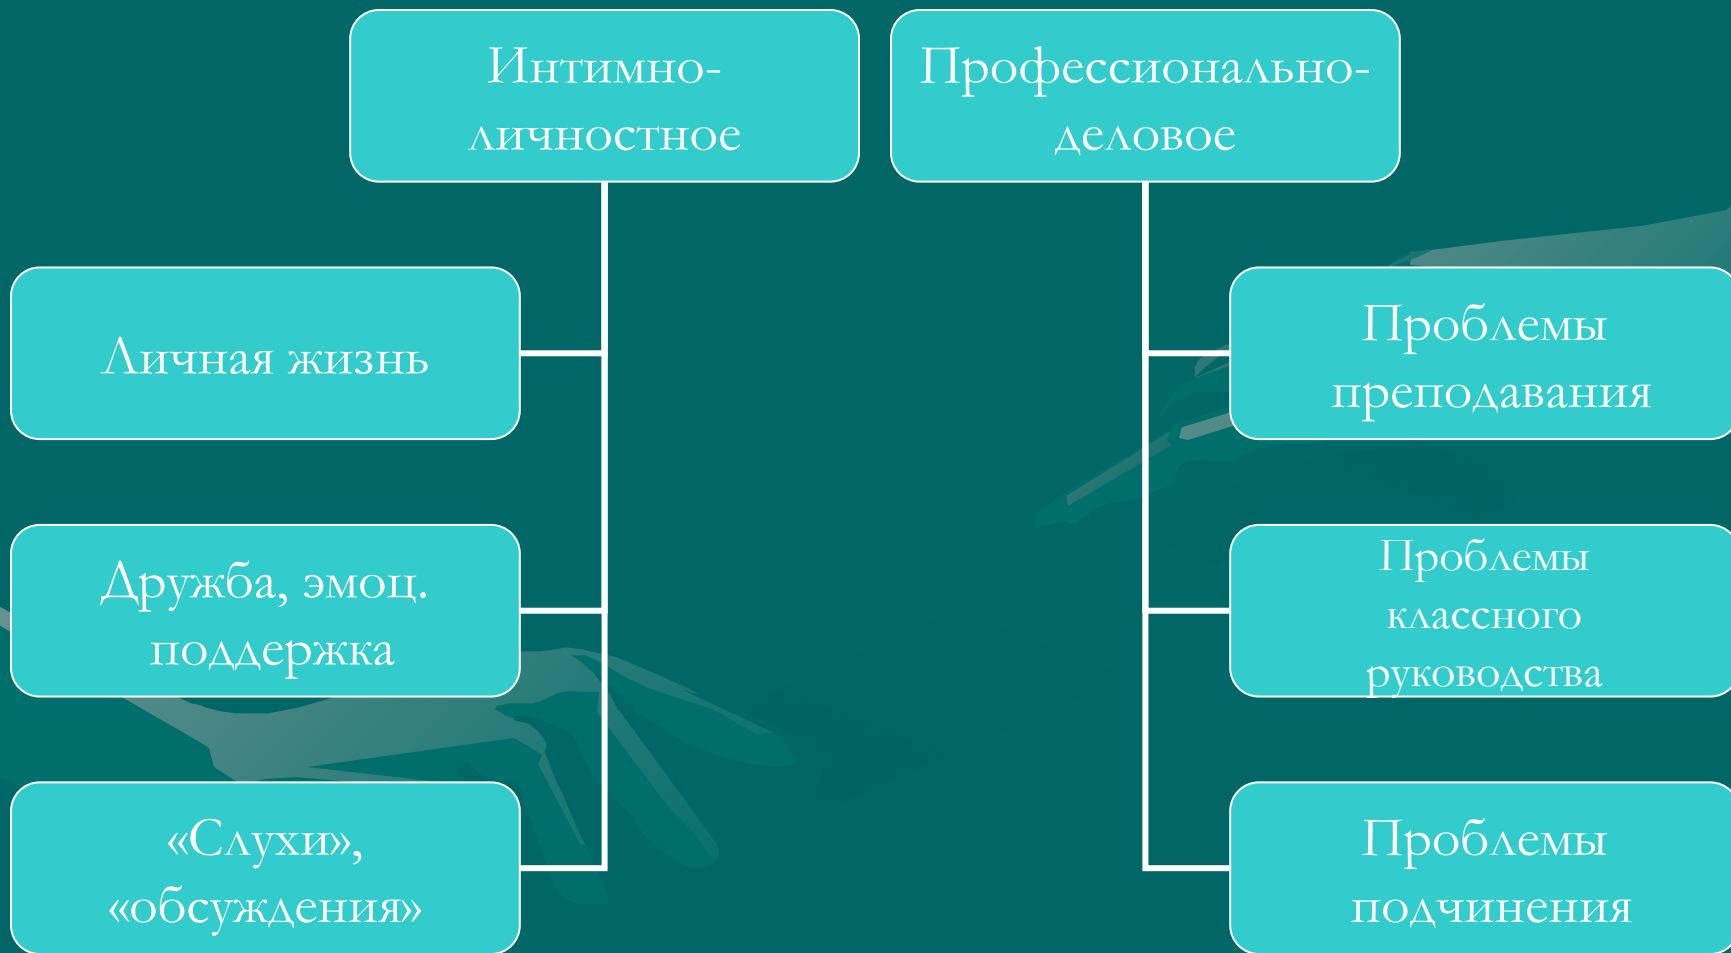 Интимно-
личностное
Личная жизнь
Дружба, эмоц.
поддержка
«Слухи»,
«обсуждения»
Профессионально-
деловое
Проблемы
преподавания
Проблемы
классного
руководства
Проблемы
подчинения